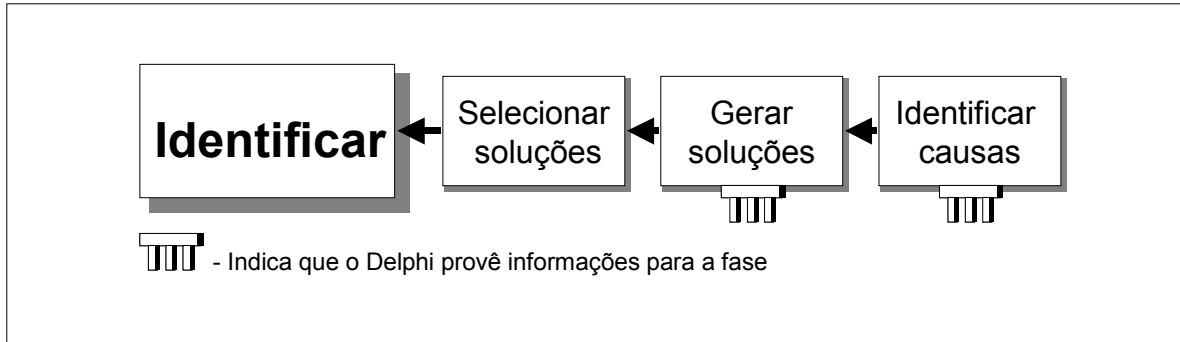 Identificar
Selecionar
soluções
Gerar
soluções
Identificar
causas
- Indica que o Delphi provê informações para a fase